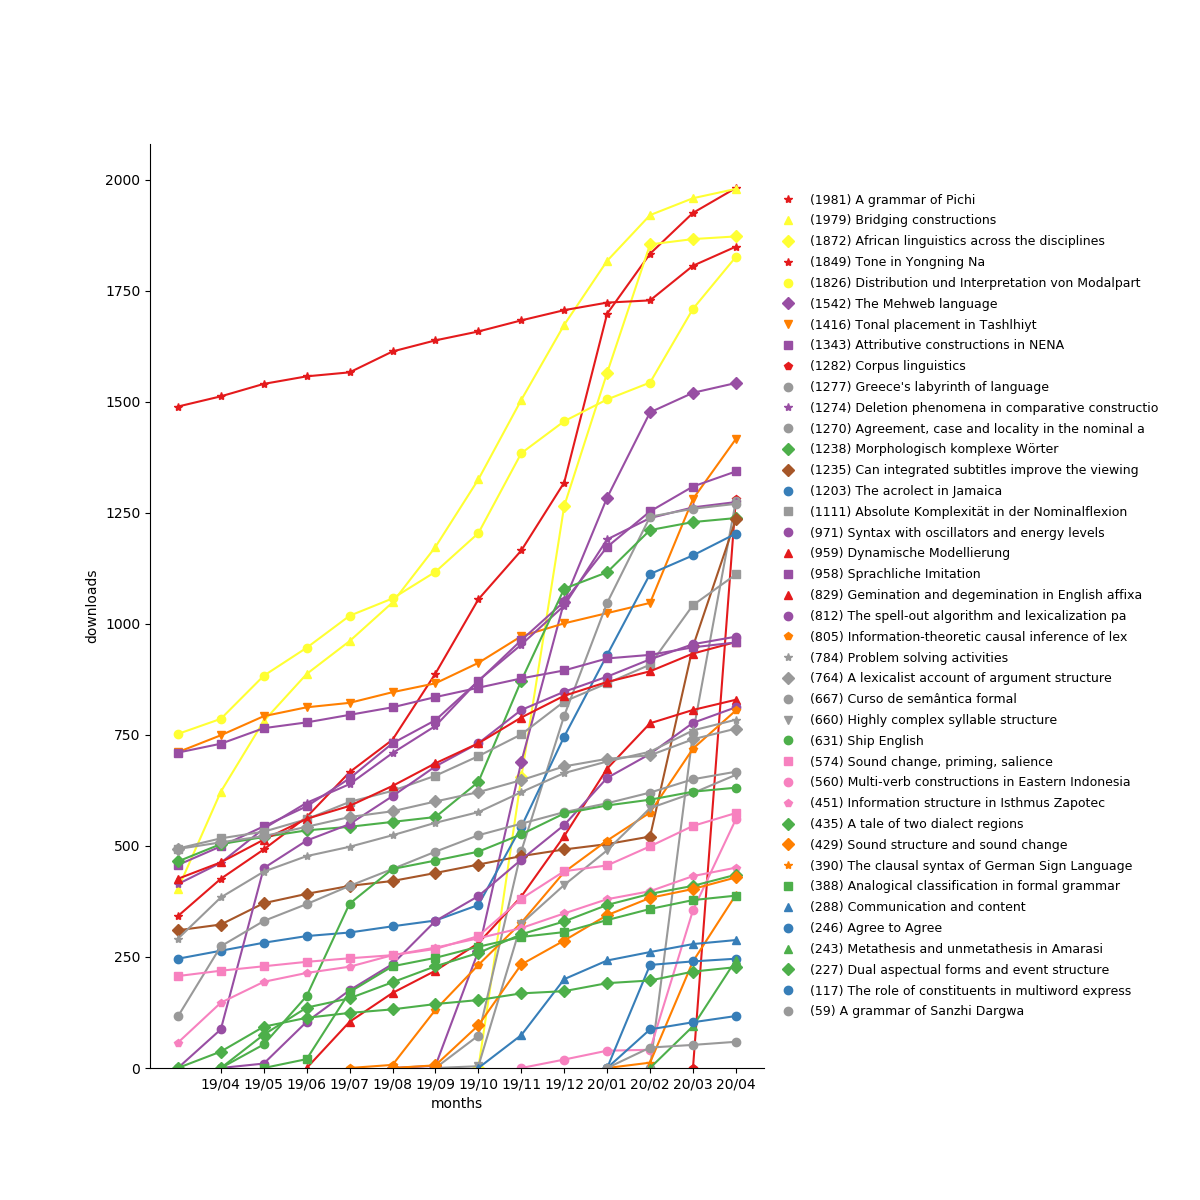 2000
1750
1500
1250
1000
750
500
250
0
downloads
19/04 19/05 19/06 19/07 19/08 19/09 19/10 19/11 19/12 20/01 20/02 20/03 20/04
months
(1981) A grammar of Pichi
(1979) Bridging constructions
(1872) African linguistics across the disciplines
(1849) Tone in Yongning Na
(1826) Distribution und Interpretation von Modalpart
(1542) The Mehweb language
(1416) Tonal placement in Tashlhiyt
(1343) Attributive constructions in NENA
(1282) Corpus linguistics
(1277) Greece's labyrinth of language
(1274) Deletion phenomena in comparative constructio
(1270) Agreement, case and locality in the nominal a
(1238) Morphologisch komplexe Wörter
(1235) Can integrated subtitles improve the viewing
(1203) The acrolect in Jamaica
(1111) Absolute Komplexität in der Nominalflexion
(971) Syntax with oscillators and energy levels
(959) Dynamische Modellierung
(958) Sprachliche Imitation
(829) Gemination and degemination in English affixa
(812) The spell-out algorithm and lexicalization pa
(805) Information-theoretic causal inference of lex
(784) Problem solving activities
(764) A lexicalist account of argument structure
(667) Curso de semântica formal
(660) Highly complex syllable structure
(631) Ship English
(574) Sound change, priming, salience
(560) Multi-verb constructions in Eastern Indonesia
(451) Information structure in Isthmus Zapotec
(435) A tale of two dialect regions
(429) Sound structure and sound change
(390) The clausal syntax of German Sign Language
(388) Analogical classification in formal grammar
(288) Communication and content
(246) Agree to Agree
(243) Metathesis and unmetathesis in Amarasi
(227) Dual aspectual forms and event structure
(117) The role of constituents in multiword express
(59) A grammar of Sanzhi Dargwa